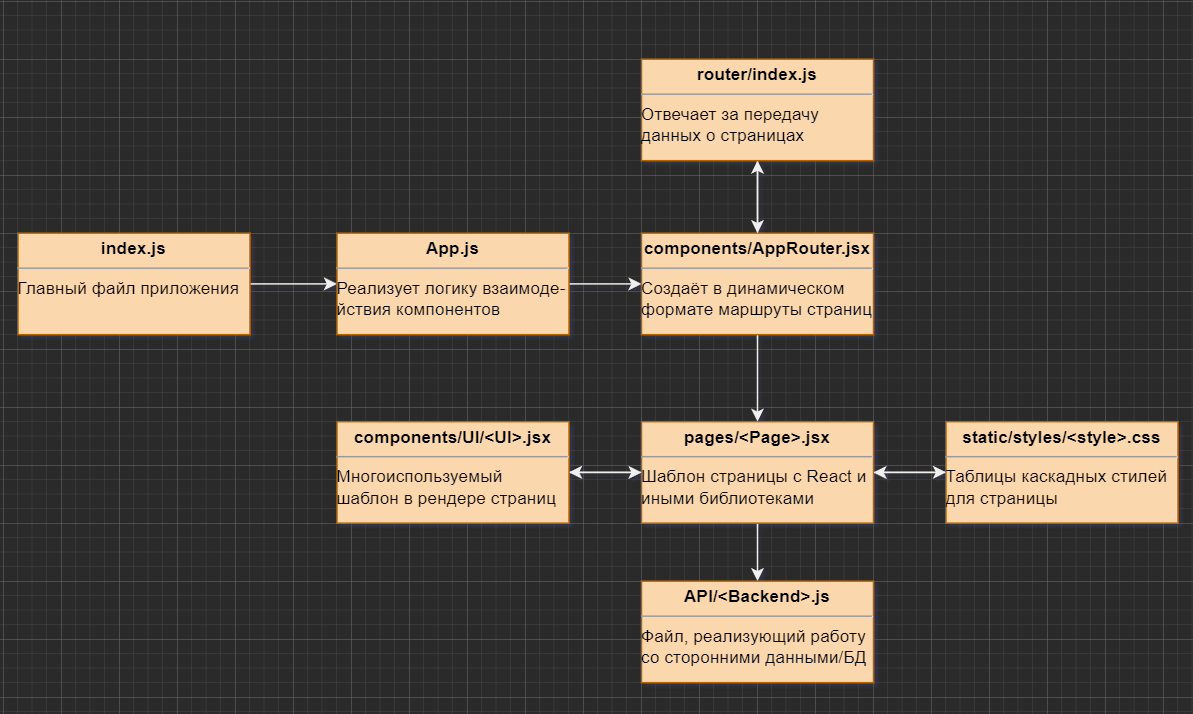 router/index.js
Отвечает за передачу
данных о страницах
index.js
Главный файл приложения
App.js
Реализует логику взаимоде-
йствия компонентов
components/AppRouter.jsx
Создаёт в динамическом
формате маршруты страниц
components/UI/<UI>.jsx
Многоиспользуемый
шаблон в рендере страниц
pages/<Page>.jsx
Шаблон страницы с React и
иными библиотеками
static/styles/<style>.css
Таблицы каскадных стилей
для страницы
API/<Backend>.js
Файл, реализующий работу
со сторонними данными/БД